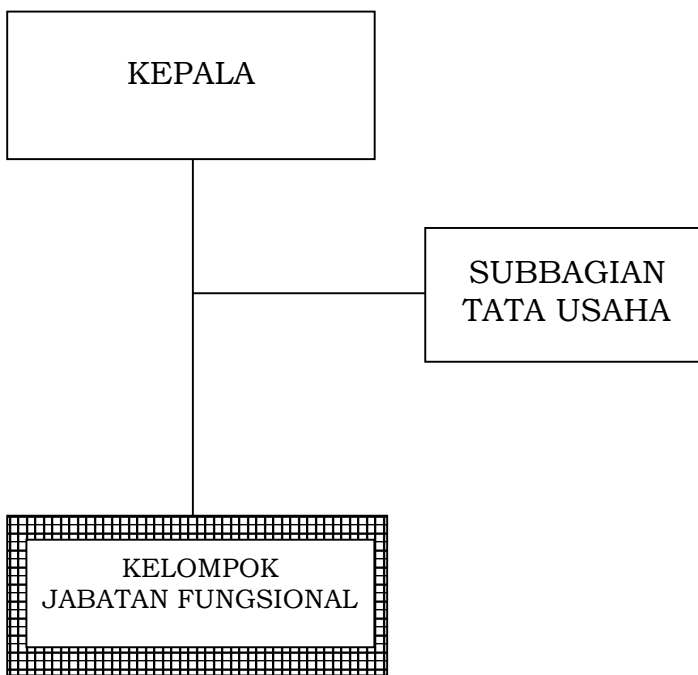 KEPALA
SUBBAGIAN
TATA USAHA
KELOMPOK
JABATAN FUNGSIONAL